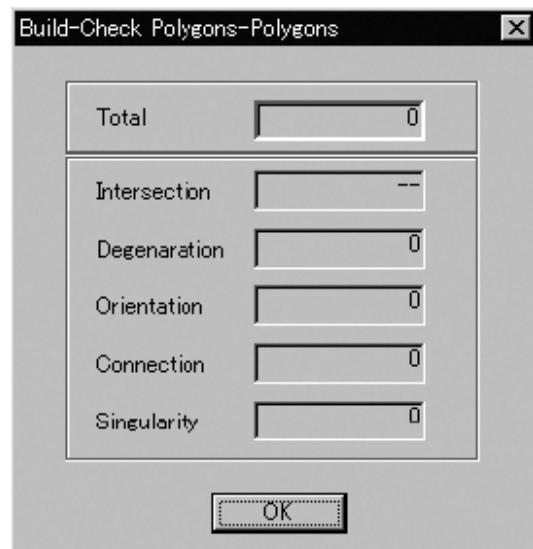 Build-Check Polygons-Polygons
Total 0
Intersection --
Degenaration 0
Orientation 0
Connection 0
Singularity 0
OK